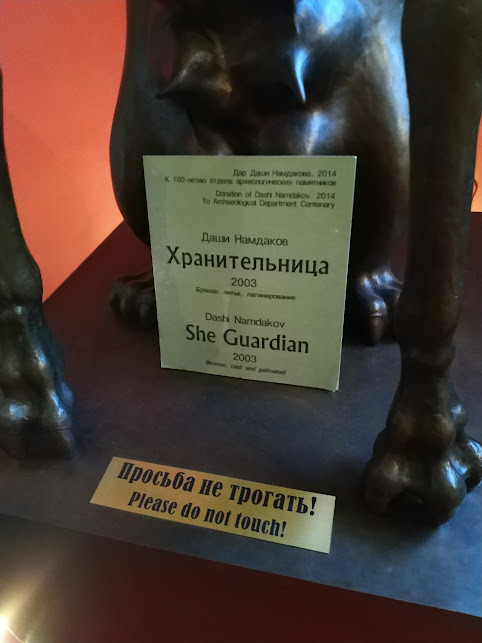 Дар Даши Намдакова. 2014
К 100-летию отдела археологических памятников
Donation of Dashi Namdakov. 2014
To Archaeological Department Centenary
Даши Намдаков
Хранительница
2003
Бронза; литье, патинирование
Dashi Namdakov
She Guardian
2003
Bronze; cast and patinated
Просьба не трогать!
Please do not touch!